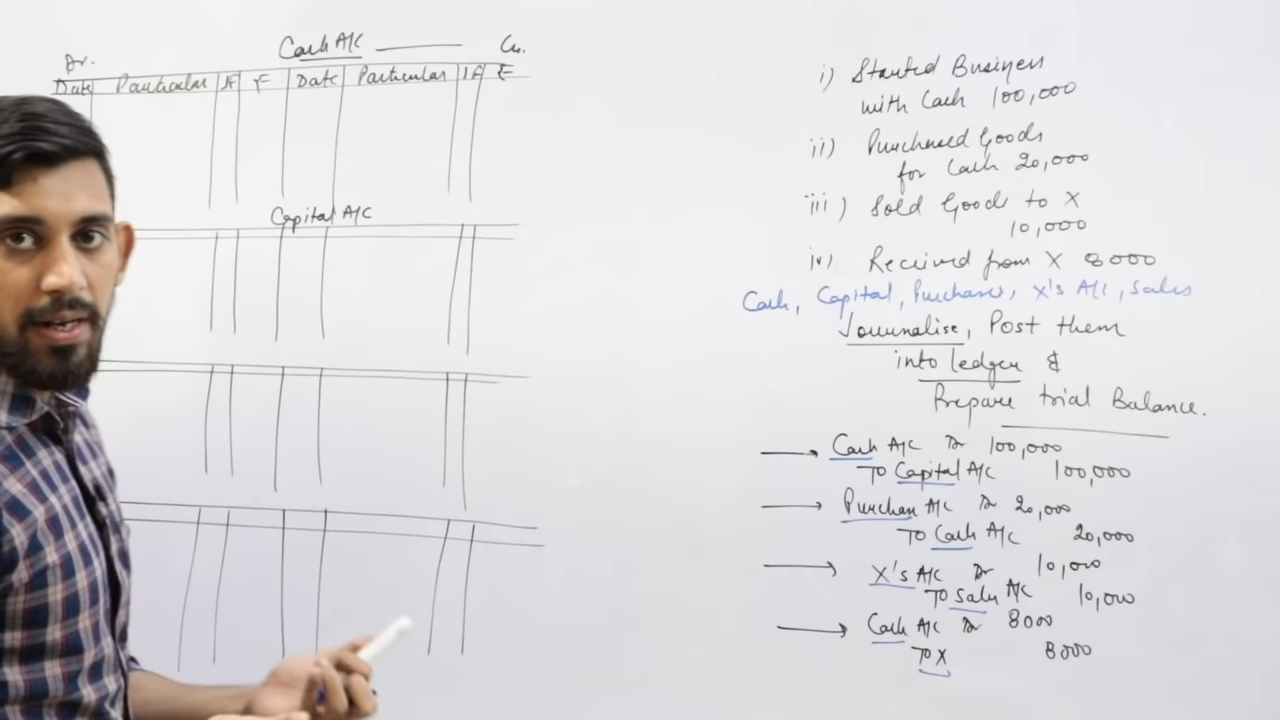 Cash A/C
Dr. Cr.
Date Particular JF ₹ Date Particular JF ₹
Capital A/C
i) Started Business
with Cash 100,000
ii) Purchased Goods
for Cash 20,000
iii) Sold Goods to X
10,000
iv) Received from X 8000
Cash, Capital, Purchases, X's A/C, Sales
Journalise, Post them
into ledger &
Prepare trial Balance.
Cash A/C Dr 100,000
To Capital A/C 100,000
Purchase A/C Dr 20,000
To Cash A/C 20,000
X's A/C Dr 10,000
To Sales A/C 10,000
Cash A/C Dr 8000
To X 8000